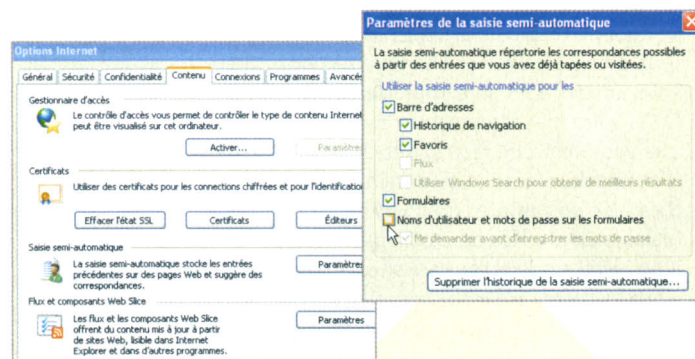 Options Internet
Général Sécurité Confidentialité Contenu Connexions Programmes Avancés
Gestionnaire d'accès
Le contrôle d'accès vous permet de contrôler le type de contenu Internet
peut être visualisé sur cet ordinateur.
Activer... Paramètres
Certificats
Utiliser des certificats pour les connections chiffrées et pour l'identification
Effacer l'état SSL Certificats Éditeurs
Saisie semi-automatique
La saisie semi-automatique stocke les entrées
précédentes sur des pages Web et suggère des
correspondances.
Paramètres
Flux et composants Web Slice
Les flux et les composants Web Slice
offrent du contenu mis à jour à partir
de sites Web, lisible dans Internet
Explorer et dans d'autres programmes.
Paramètres
Paramètres de la saisie semi-automatique
La saisie semi-automatique répertorie les correspondances possibles
à partir des entrées que vous avez déjà tapées ou visitées.
Utiliser la saisie semi-automatique pour les
Barre d'adresses
Historique de navigation
Favoris
Flux
Utiliser Windows Search pour obtenir de meilleurs résultats
Formulaires
Noms d'utilisateur et mots de passe sur les formulaires
Me demander avant d'enregistrer les mots de passe
Supprimer l'historique de la saisie semi-automatique...